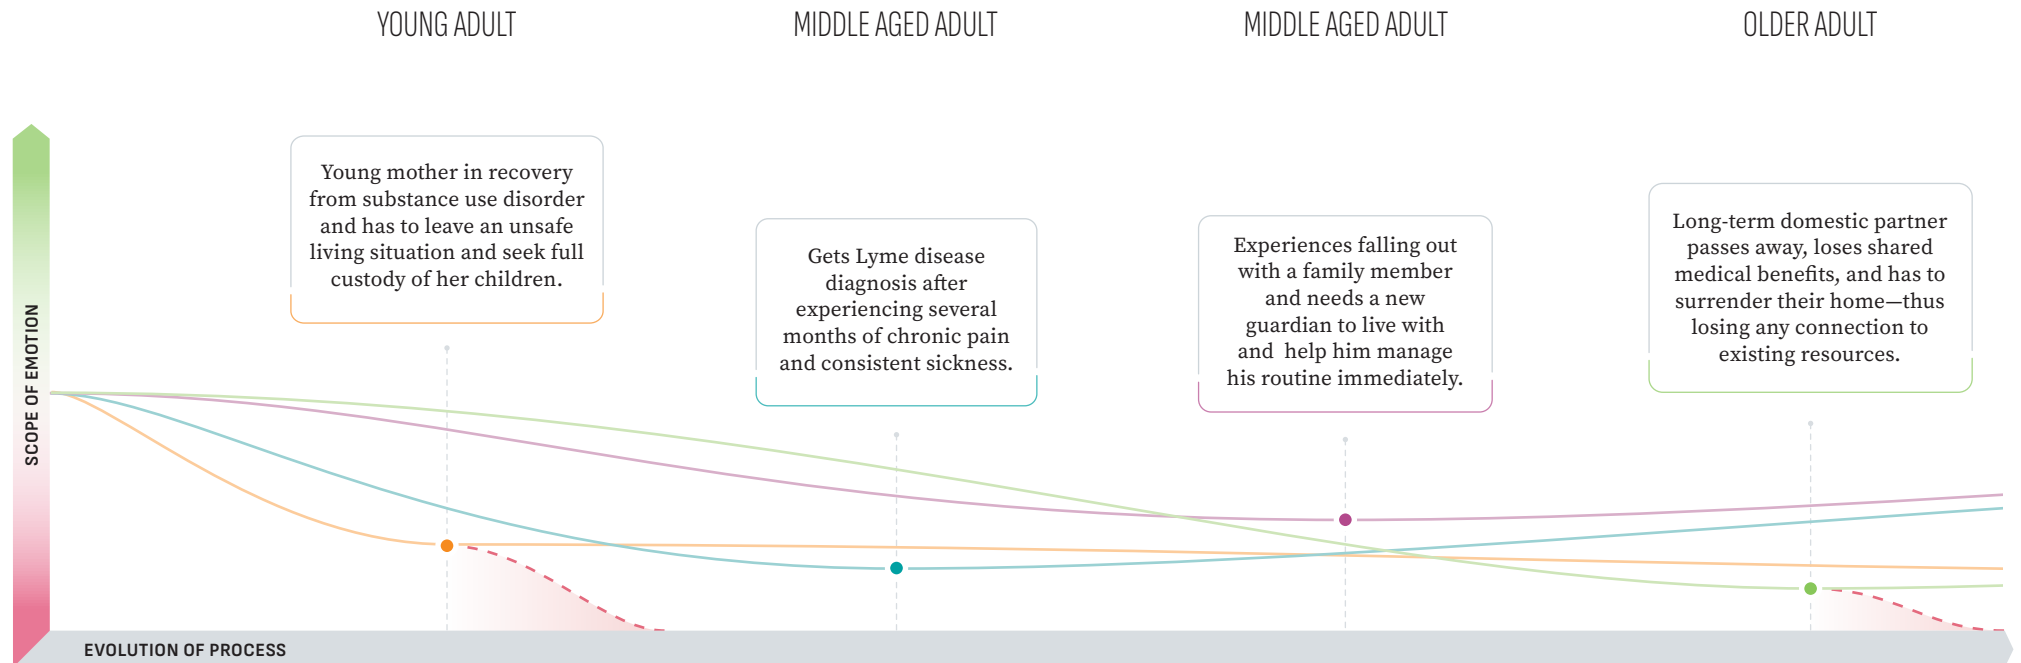 YOUNG ADULT
MIDDLE AGED ADULT
MIDDLE AGED ADULT
OLDER ADULT
Young mother in recovery
from substance use disorder
and has to leave an unsafe
living situation and seek full
custody of her children.
Gets Lyme disease
diagnosis after
experiencing several
months of chronic pain
and consistent sickness.
Experiences falling out
with a family member
and needs a new
guardian to live with
and  help him manage
his routine immediately.
Long-term domestic partner
passes away, loses shared
medical benefits, and has to
surrender their home—thus
losing any connection to
existing resources.
SCOPE OF EMOTION
EVOLUTION OF PROCESS